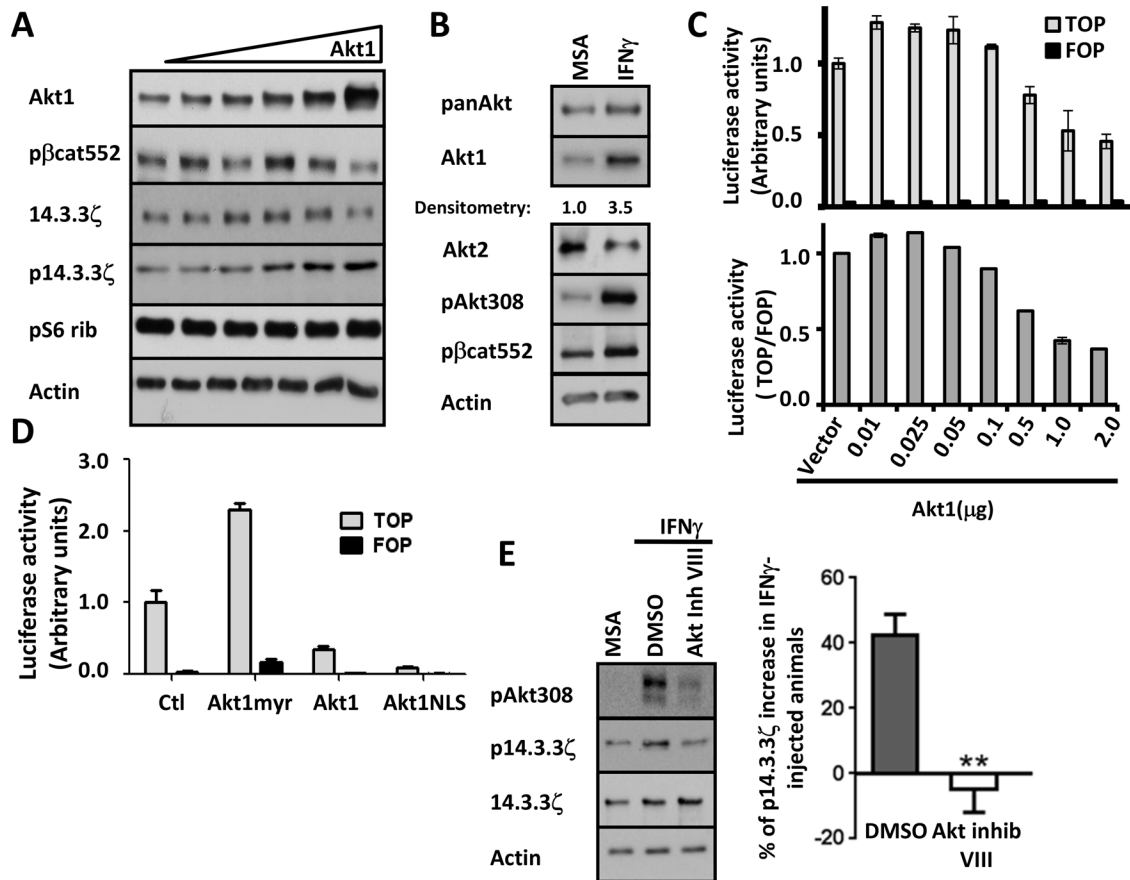 A
Akt1
Akt1
pβcat552
14.3.3ζ
p14.3.3ζ
pS6 rib
Actin
B
MSA
IFNγ
panAkt
Akt1
Densitometry: 1.0 3.5
Akt2
pAkt308
pβcat552
Actin
C
TOP
FOP
Luciferase activity
(Arbitrary units)
1.0
0.5
0.0
Luciferase activity
( TOP/FOP)
1.0
0.5
0.0
Vector 0.01 0.025 0.05 0.1 0.5 1.0 2.0
Akt1(μg)
D
Luciferase activity
(Arbitrary units)
3.0
2.0
1.0
0.0
TOP
FOP
Ctl Akt1myr Akt1 Akt1NLS
E
IFNγ
MSA
DMSO
Akt Inh VIII
pAkt308
p14.3.3ζ
14.3.3ζ
Actin
% of p14.3.3ζ increase in IFNγ-
injected animals
60
40
20
0
-20
**
DMSO Akt inhib
VIII